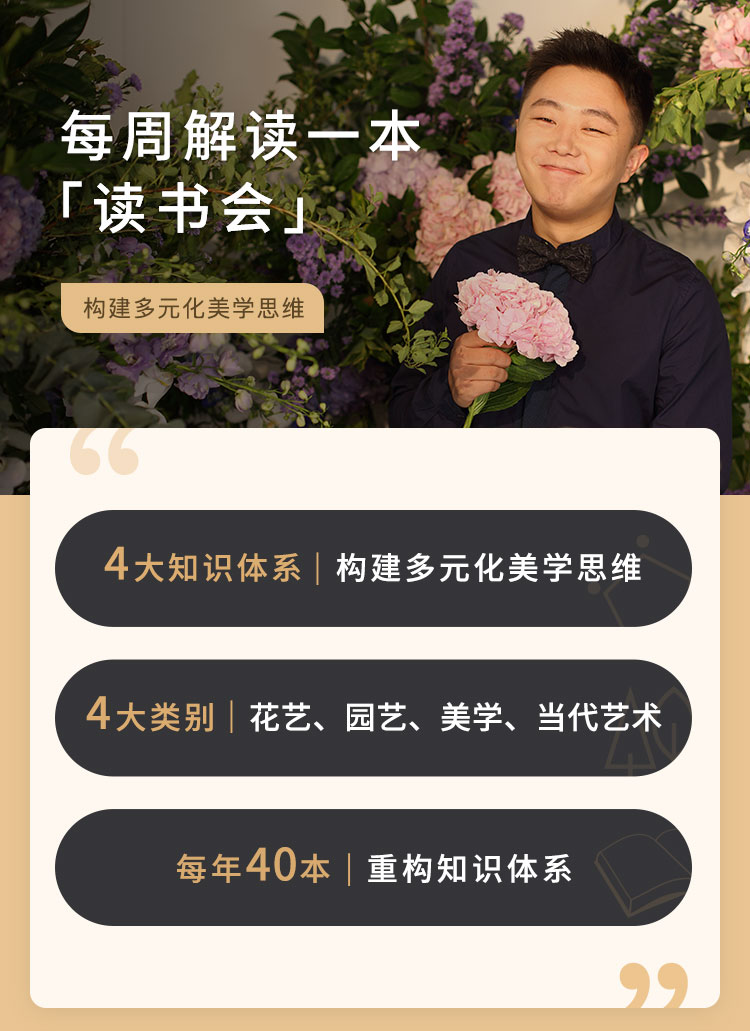 每周解读一本
「读书会」
构建多元化美学思维
4大知识体系|构建多元化美学思维
4大类别|花艺、园艺、美学、当代艺术
每年40本|重构知识体系